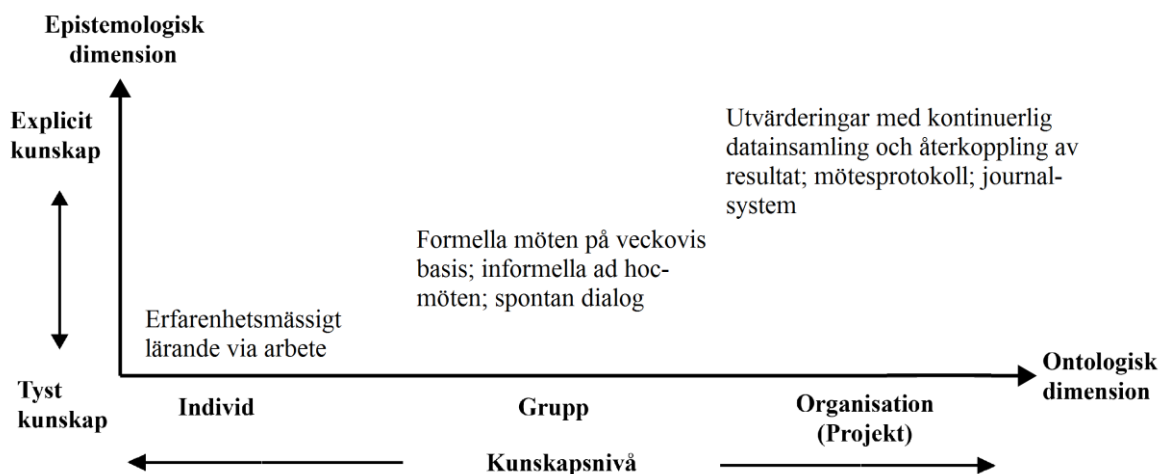 Epistemologisk
dimension
Explicit
kunskap
Utvärderingar med kontinuerlig
datainsamling och återkoppling av
resultat; mötesprotokoll; journal-
system
Formella möten på veckovis
basis; informella ad hoc-
möten; spontan dialog
Erfarenhetsmässigt
lärande via arbete
Tyst
kunskap
Ontologisk
dimension
Individ
Grupp
Organisation
(Projekt)
Kunskapsnivå